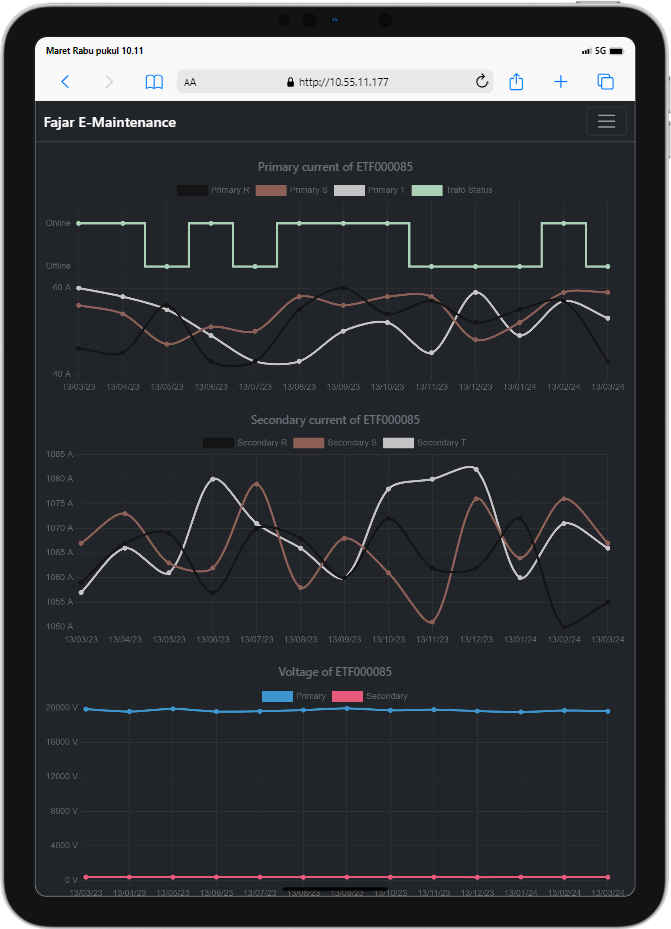 Maret Rabu pukul 10.11
5G
AA
http://10.55.11.177
Fajar E-Maintenance
Primary current of ETF000085
Primary R Primary S Primary T Trafo Status
Online
Offline
60 A
40 A
13/03/23 13/04/23 13/05/23 13/06/23 13/07/23 13/08/23 13/09/23 13/10/23 13/11/23 13/12/23 13/01/24 13/02/24 13/03/24
Secondary current of ETF000085
Secondary R Secondary S Secondary T
1085 A
1080 A
1075 A
1070 A
1065 A
1060 A
1055 A
1050 A
13/03/23 13/04/23 13/05/23 13/06/23 13/07/23 13/08/23 13/09/23 13/10/23 13/11/23 13/12/23 13/01/24 13/02/24 13/03/24
Voltage of ETF000085
Primary Secondary
20000 V
16000 V
12000 V
8000 V
4000 V
0 V
13/03/23 13/04/23 13/05/23 13/06/23 13/07/23 13/08/23 13/09/23 13/10/23 13/11/23 13/12/23 13/01/24 13/02/24 13/03/24